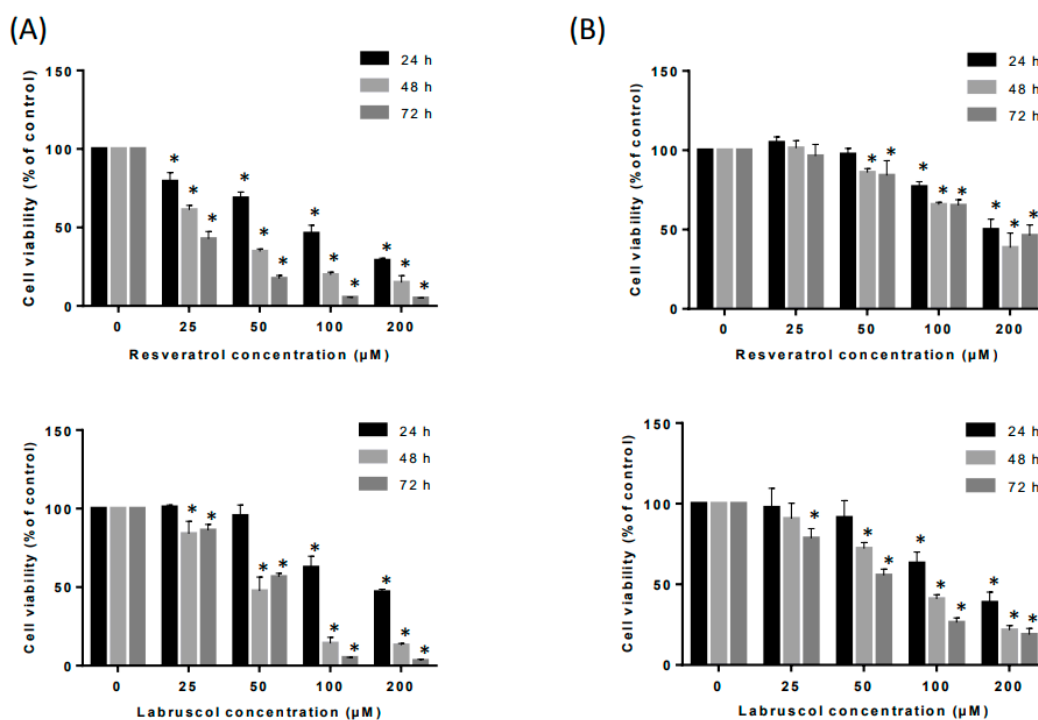 (A)
24 h
48 h
72 h
Cell viability (% of control)
150
100
50
0
* * * * * * * * * * * *
0 25 50 100 200
Resveratrol concentration (µM)
(B)
24 h
48 h
72 h
Cell viability (% of control)
150
100
50
0
* * * * * * * *
0 25 50 100 200
Resveratrol concentration (µM)
24 h
48 h
72 h
Cell viability (% of control)
150
100
50
0
* * * * * * * * * *
0 25 50 100 200
Labruscol concentration (µM)
24 h
48 h
72 h
Cell viability (% of control)
150
100
50
0
* * * * * * * * *
0 25 50 100 200
Labruscol concentration (µM)